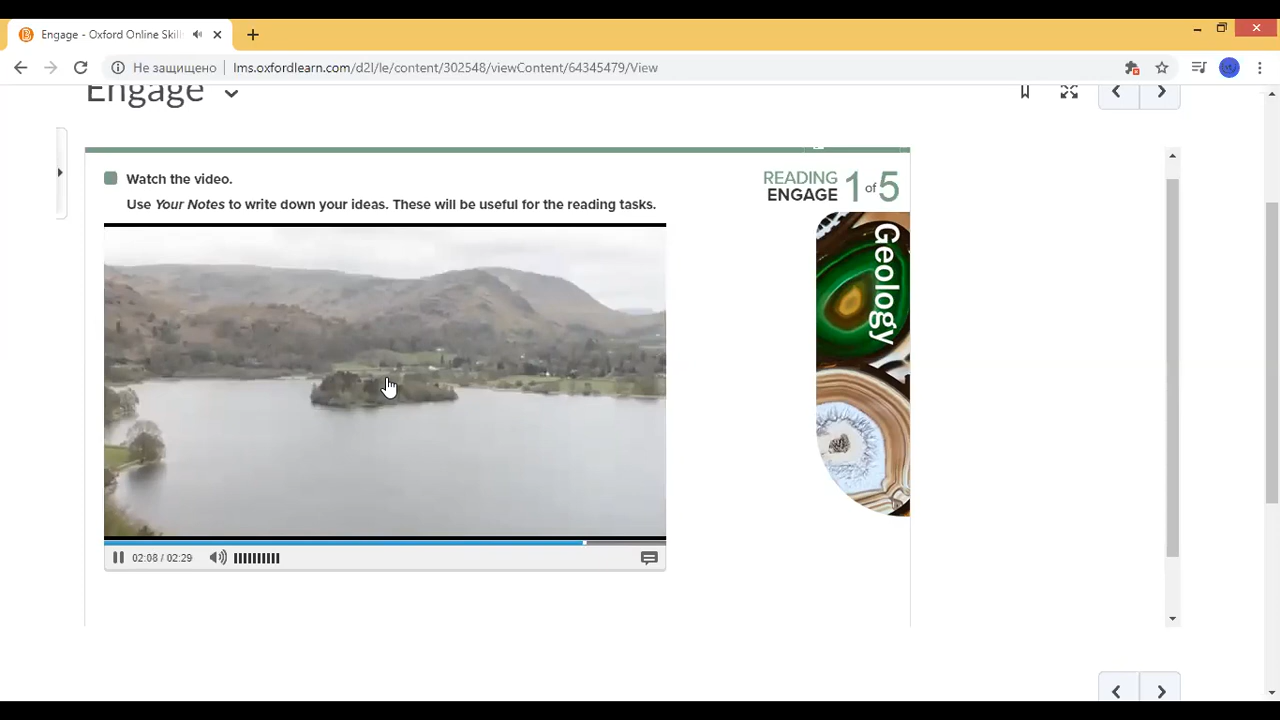 Engage - Oxford Online Skill
Не защищено
lms.oxfordlearn.com/d2l/le/content/302548/viewContent/64345479/View
Engage
Watch the video.
Use Your Notes to write down your ideas. These will be useful for the reading tasks.
READING
ENGAGE
1 of 5
Geology
02:08 / 02:29